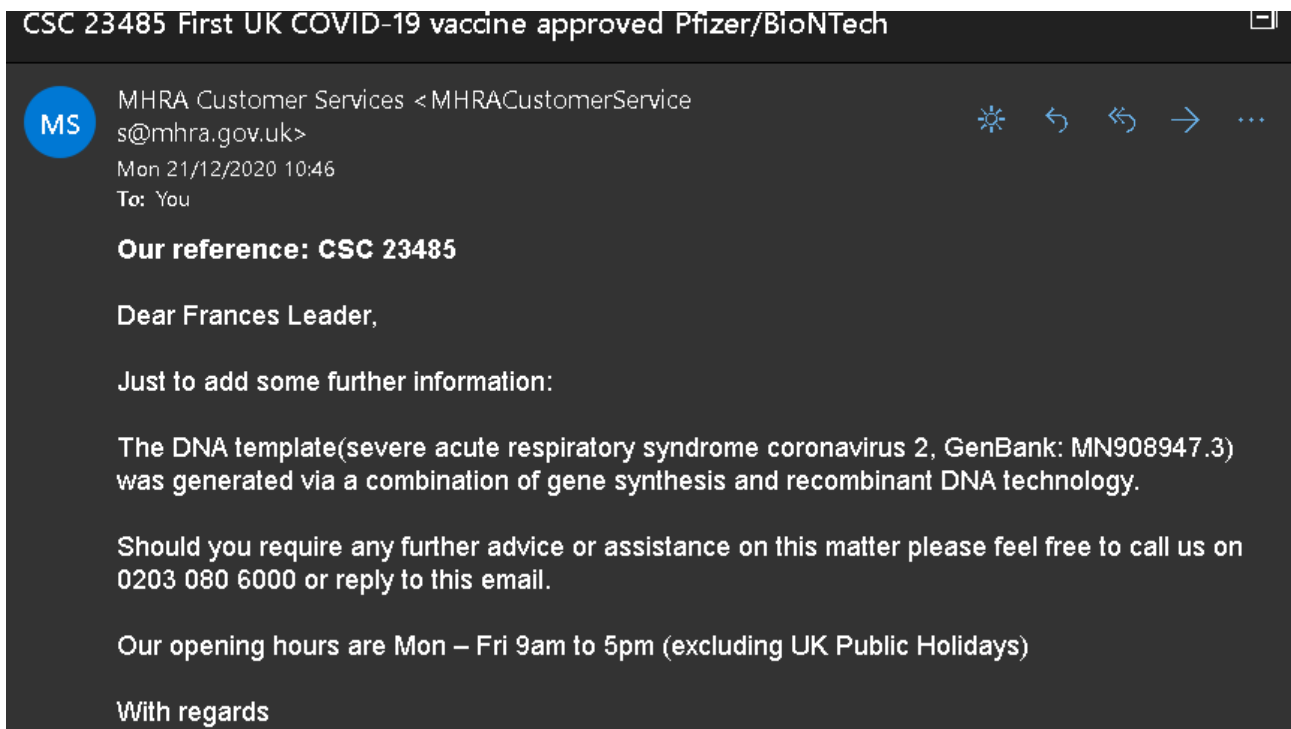 CSC 23485 First UK COVID-19 vaccine approved Pfizer/BioNTech
MS
MHRA Customer Services <MHRACustomerService
s@mhra.gov.uk>
Mon 21/12/2020 10:46
To: You
Our reference: CSC 23485
Dear Frances Leader,
Just to add some further information:
The DNA template(severe acute respiratory syndrome coronavirus 2, GenBank: MN908947.3)
was generated via a combination of gene synthesis and recombinant DNA technology.
Should you require any further advice or assistance on this matter please feel free to call us on
0203 080 6000 or reply to this email.
Our opening hours are Mon – Fri 9am to 5pm (excluding UK Public Holidays)
With regards